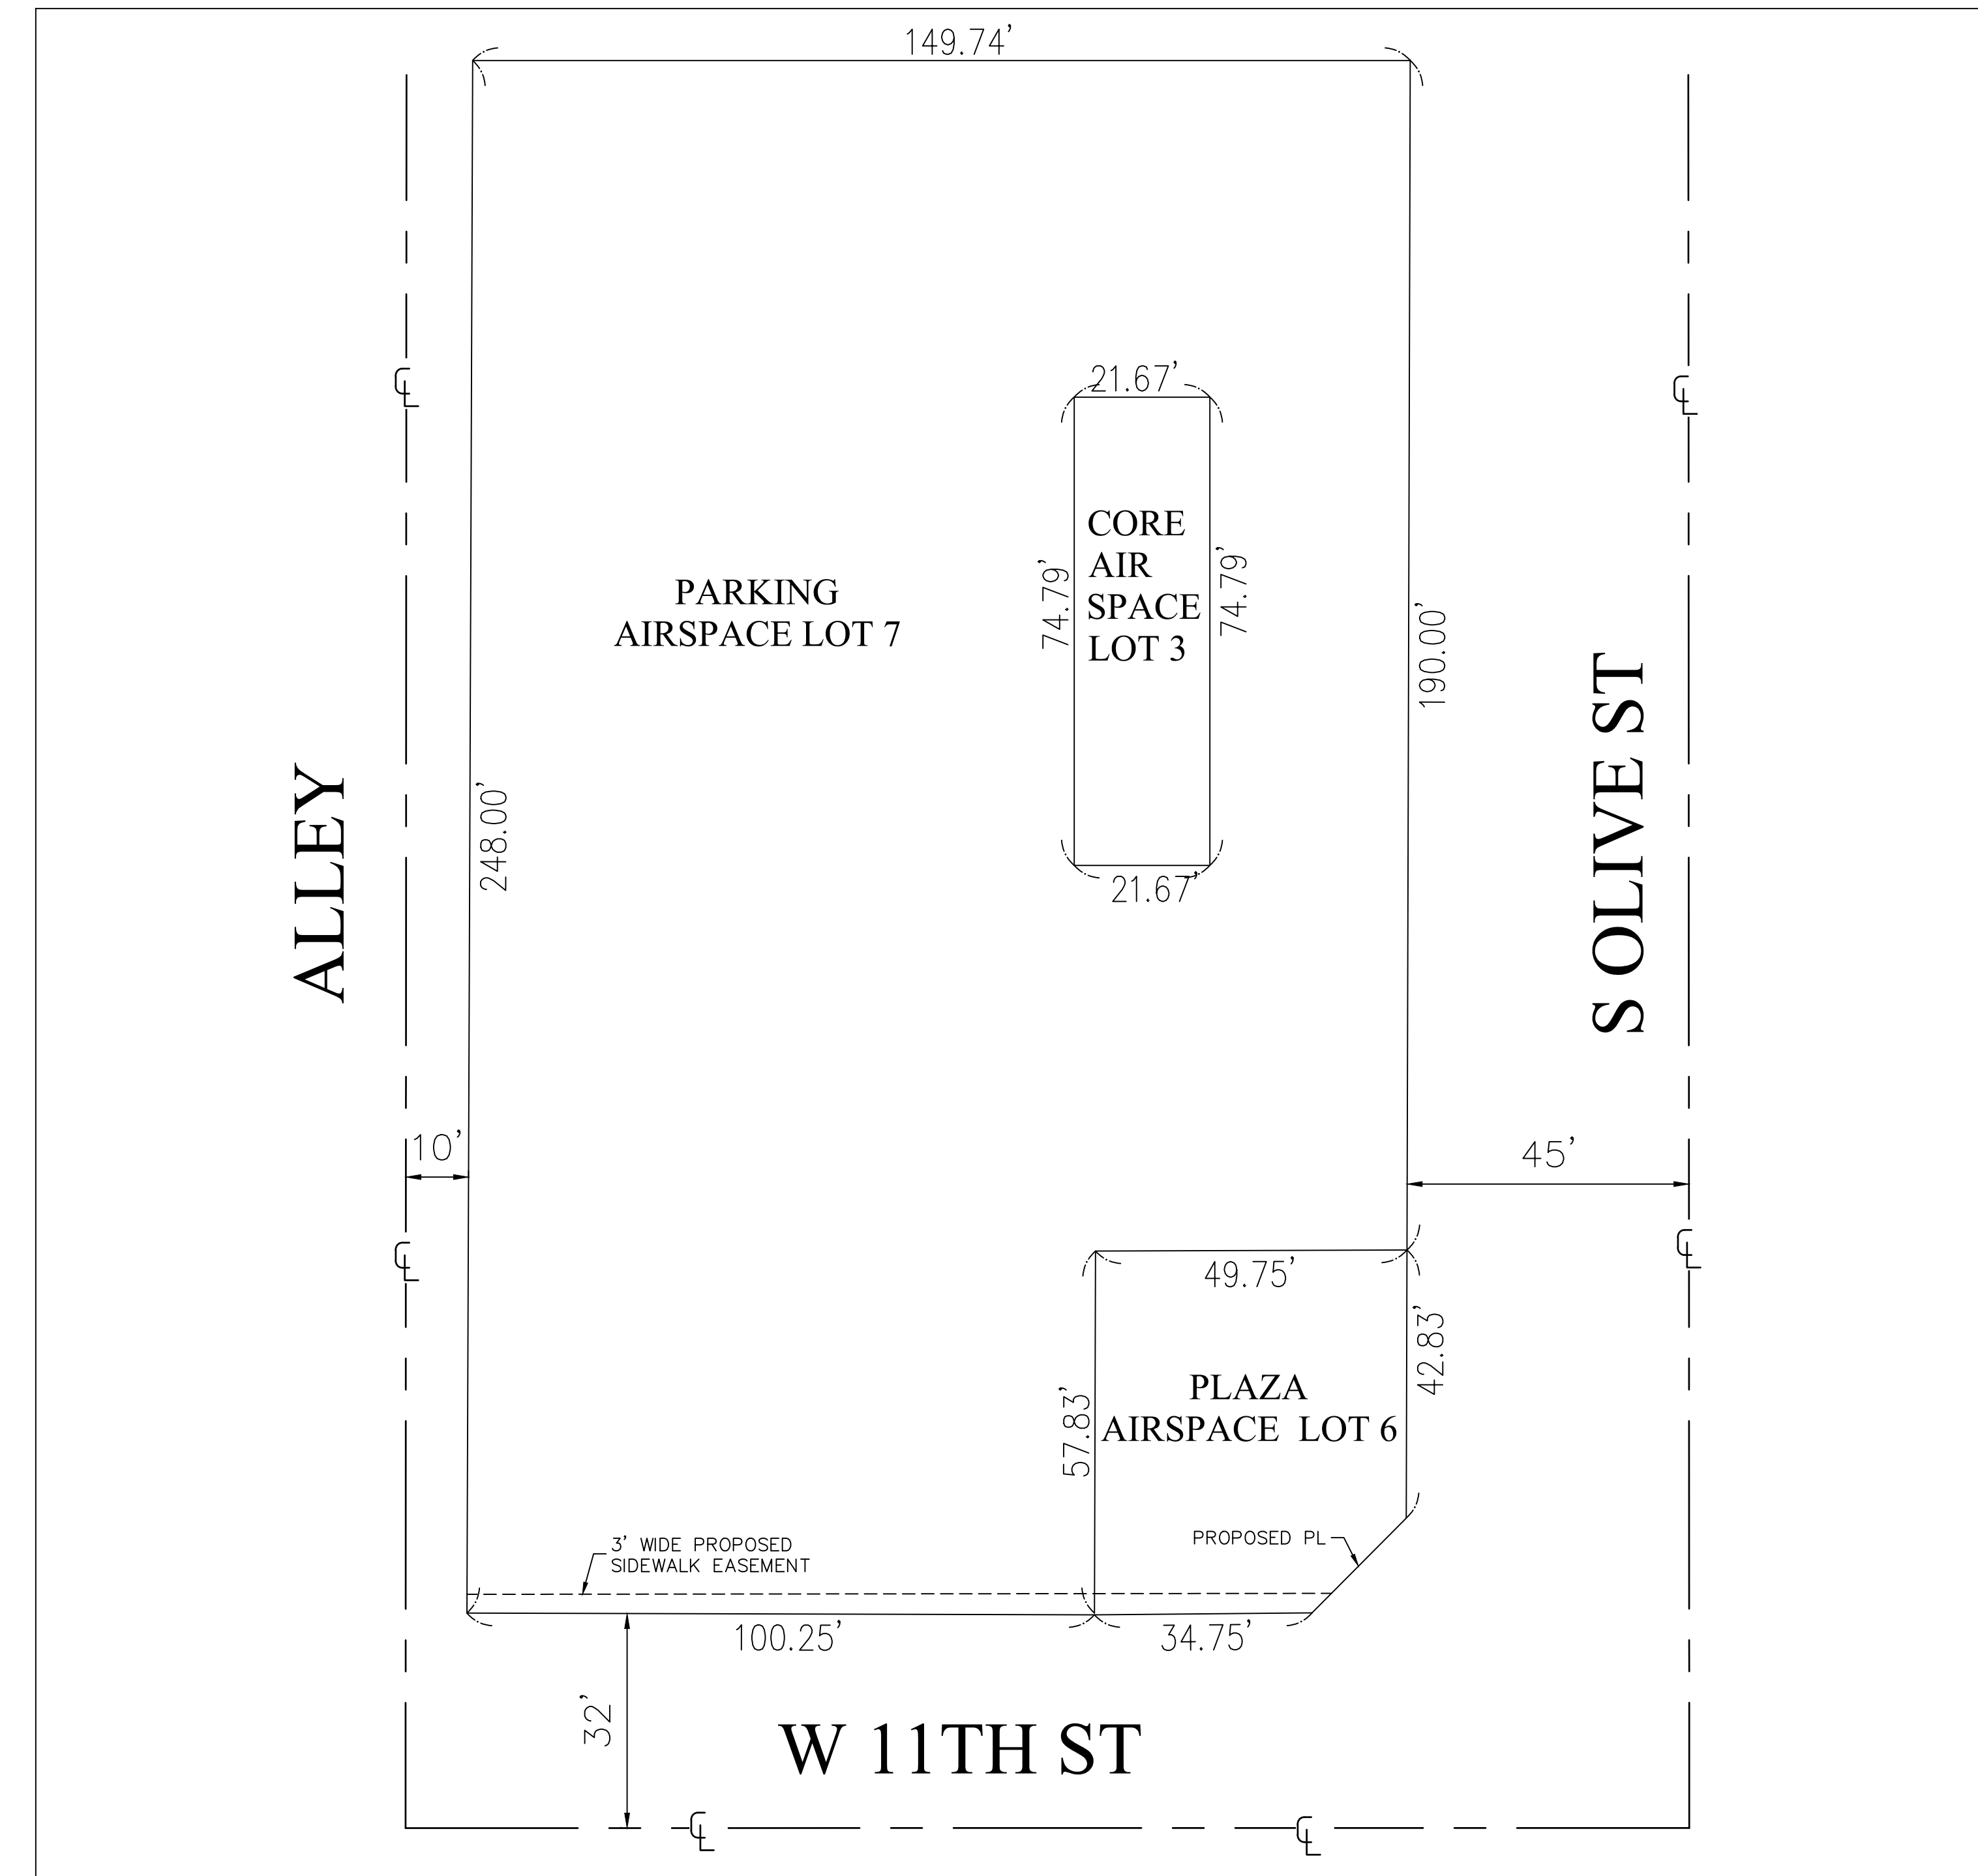 149.74'
21.67'
CORE
AIR
SPACE
LOT 3
74.79'
74.79'
PARKING
AIRSPACE LOT 7
190.00'
S OLIVE ST
ALLEY
248.00'
21.67'
10'
45'
49.75'
42.83'
57.83'
PLAZA
AIRSPACE LOT 6
PROPOSED PL
3' WIDE PROPOSED
SIDEWALK EASEMENT
100.25'
34.75'
32'
W 11TH ST